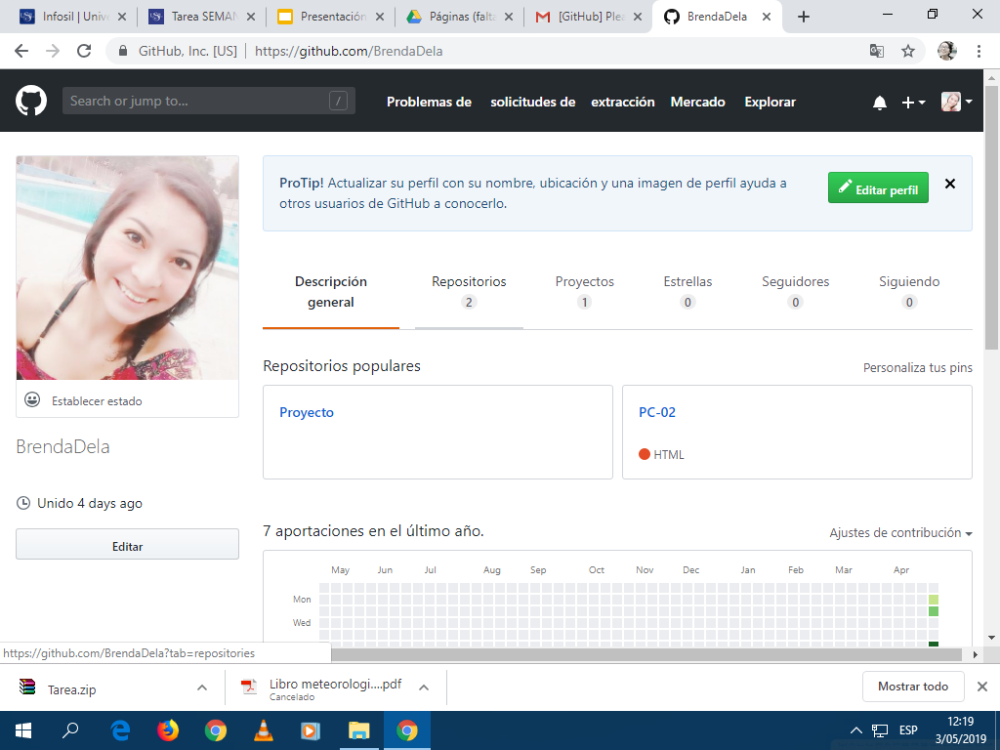 Infosil | Unive
Tarea SEMAN
Presentación
Páginas (falta
[GitHub] Plea
BrendaDela
GitHub, Inc. [US]
https://github.com/BrendaDela
Search or jump to...
/
Problemas de
solicitudes de
extracción
Mercado
Explorar
ProTip! Actualizar su perfil con su nombre, ubicación y una imagen de perfil ayuda a
otros usuarios de GitHub a conocerlo.
Editar perfil
Descripción
general
Repositorios
2
Proyectos
1
Estrellas
0
Seguidores
0
Siguiendo
0
Establecer estado
BrendaDela
Unido 4 days ago
Editar
Repositorios populares
Personaliza tus pins
Proyecto
PC-02
HTML
7 aportaciones en el último año.
Ajustes de contribución
May Jun Jul Aug Sep Oct Nov Dec Jan Feb Mar Apr
Mon
Wed
https://github.com/BrendaDela?tab=repositories
Tarea.zip
Libro meteorologi....pdf
Cancelado
Mostrar todo
ESP
12:19
3/05/2019